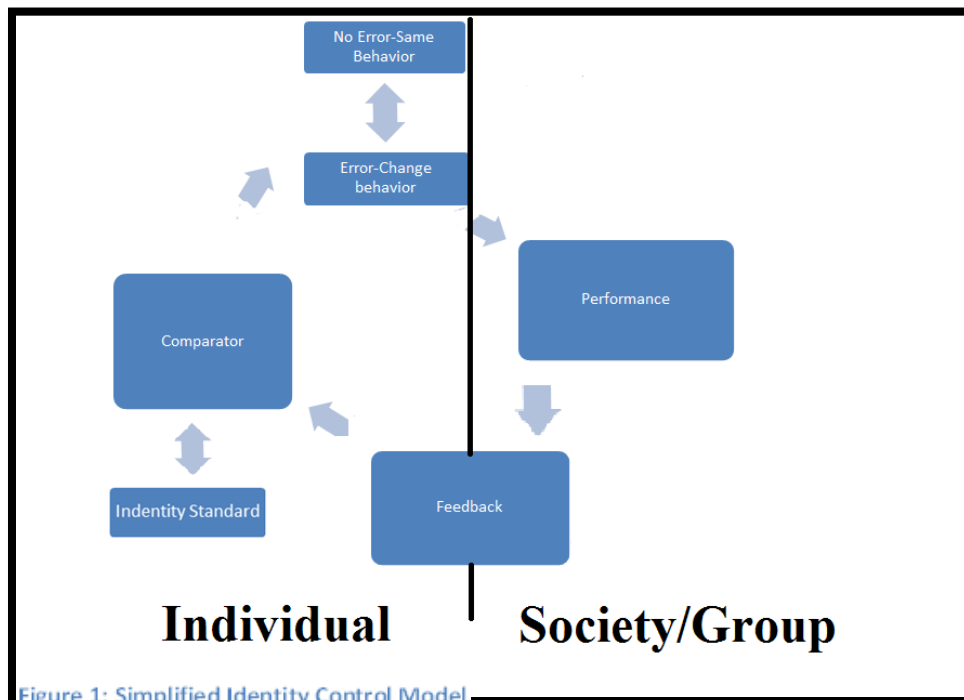 No Error-Same
Behavior
Error-Change
behavior
Performance
Comparator
Feedback
Indentity Standard
Individual
Society/Group
Figure 1: Simplified Identity Control Model